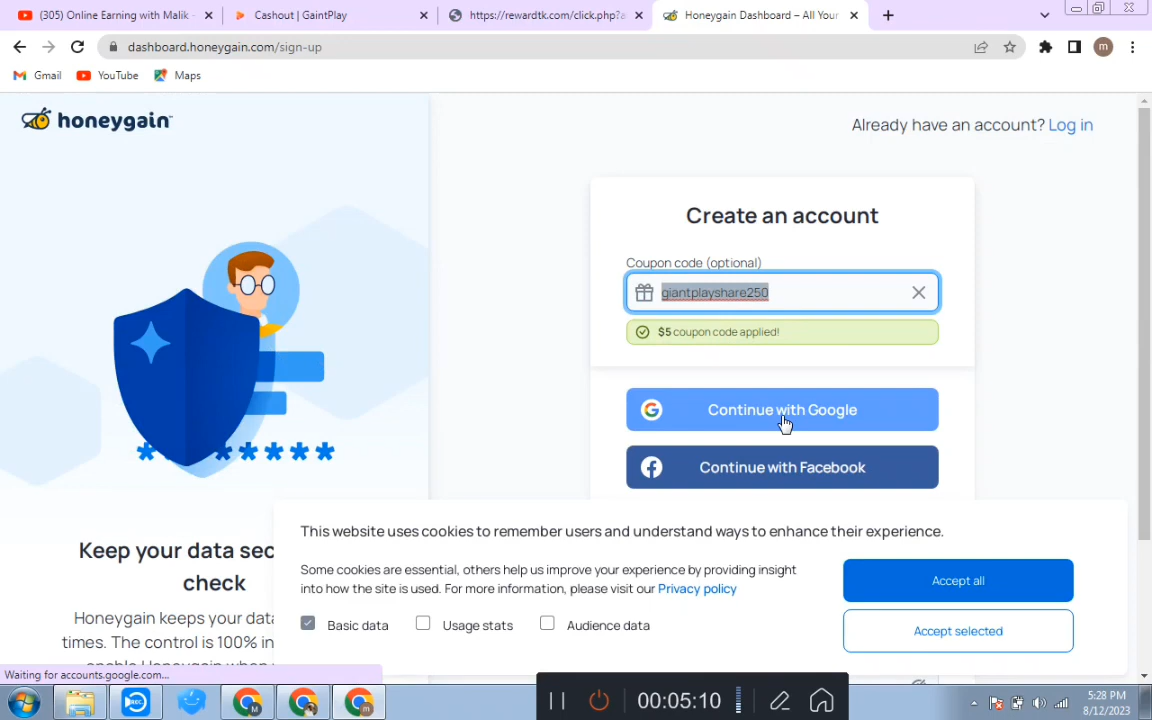 (305) Online Earning with Malik -
Cashout | GaintPlay
https://rewardtk.com/click.php?a
Honeygain Dashboard – All Your
dashboard.honeygain.com/sign-up
m
Gmail
YouTube
Maps
honeygain
Already have an account? Log in
Create an account
Coupon code (optional)
giantplayshare250
$5 coupon code applied!
Continue with Google
Continue with Facebook
This website uses cookies to remember users and understand ways to enhance their experience.
Some cookies are essential, others help us improve your experience by providing insight
into how the site is used. For more information, please visit our Privacy policy
Basic data
Usage stats
Audience data
Accept all
Accept selected
Keep your data sec
check
Honeygain keeps your data
times. The control is 100% in
Waiting for accounts.google.com...
REC
M
m
00:05:10
5:28 PM
8/12/2023